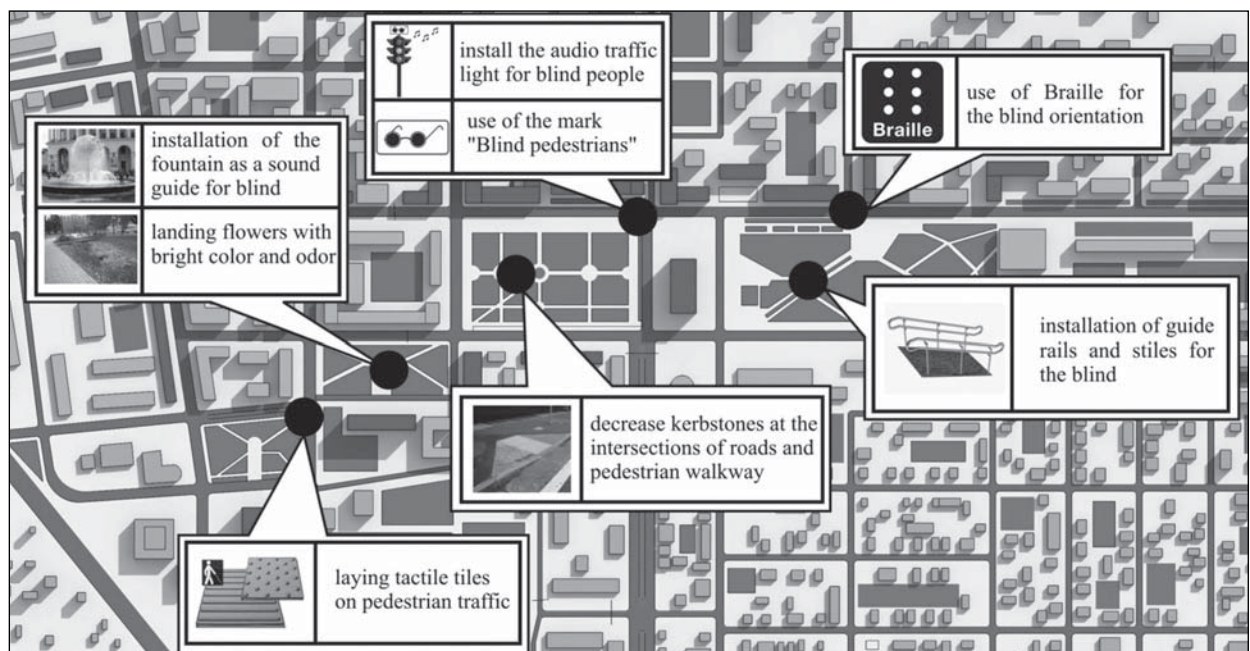 install the audio traffic
light for blind people
use of the mark
"Blind pedestrians"
Braille
use of Braille for
the blind orientation
installation of the
fountain as a sound
guide for blind
landing flowers with
bright color and odor
installation of guide
rails and stiles for
the blind
decrease kerbstones at the
intersections of roads and
pedestrian walkway
laying tactile tiles
on pedestrian traffic